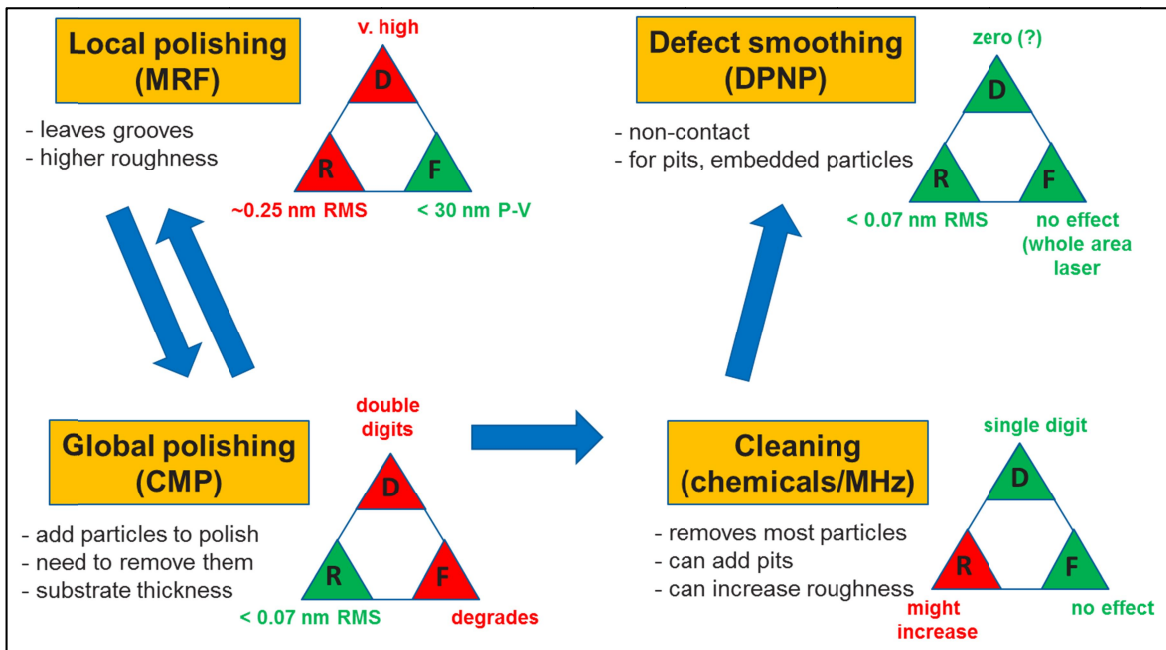 Local polishing
(MRF)
- leaves grooves
- higher roughness
v. high
D
R
F
~0.25 nm RMS
< 30 nm P-V
Defect smoothing
(DPNP)
- non-contact
- for pits, embedded particles
zero (?)
D
R
F
< 0.07 nm RMS
no effect
(whole area
laser
Global polishing
(CMP)
- add particles to polish
- need to remove them
- substrate thickness
double
digits
D
R
F
< 0.07 nm RMS
degrades
Cleaning
(chemicals/MHz)
- removes most particles
- can add pits
- can increase roughness
single digit
D
R
F
might
increase
no effect